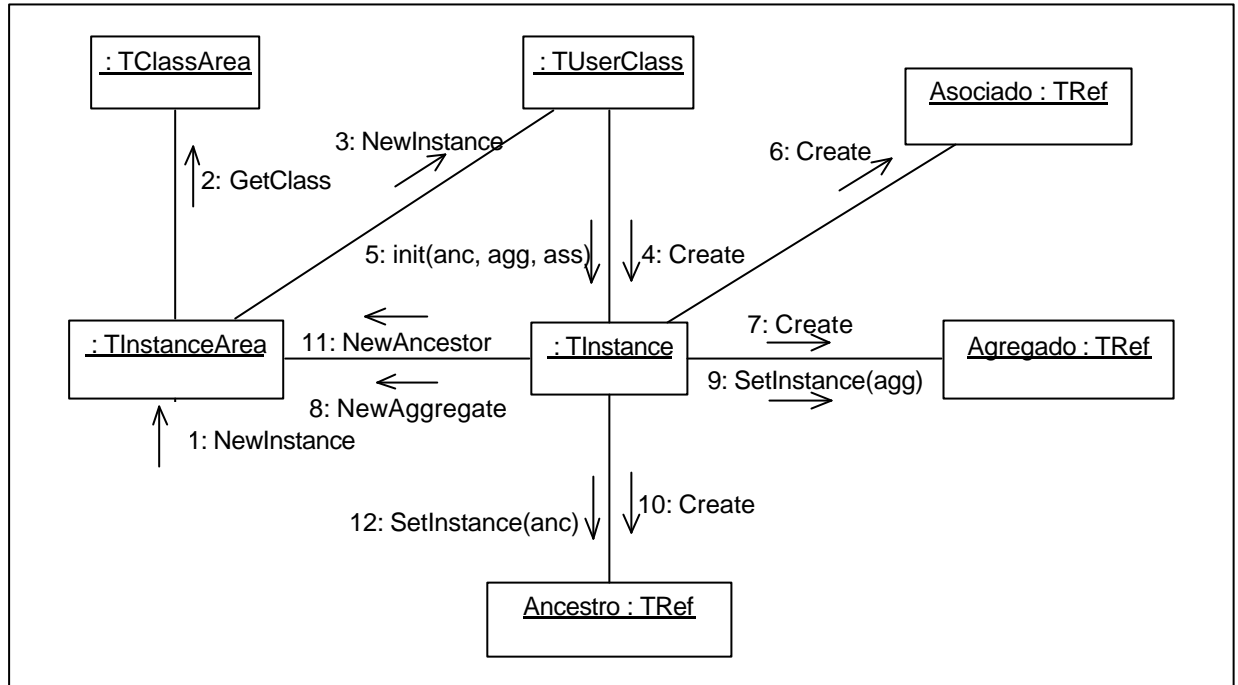 : TClassArea
: TUserClass
Asociado : TRef
3: NewInstance
6: Create
2: GetClass
5: init(anc, agg, ass)
4: Create
: TInstanceArea
11: NewAncestor
: TInstance
7: Create
Agregado : TRef
8: NewAggregate
9: SetInstance(agg)
1: NewInstance
12: SetInstance(anc)
10: Create
Ancestro : TRef